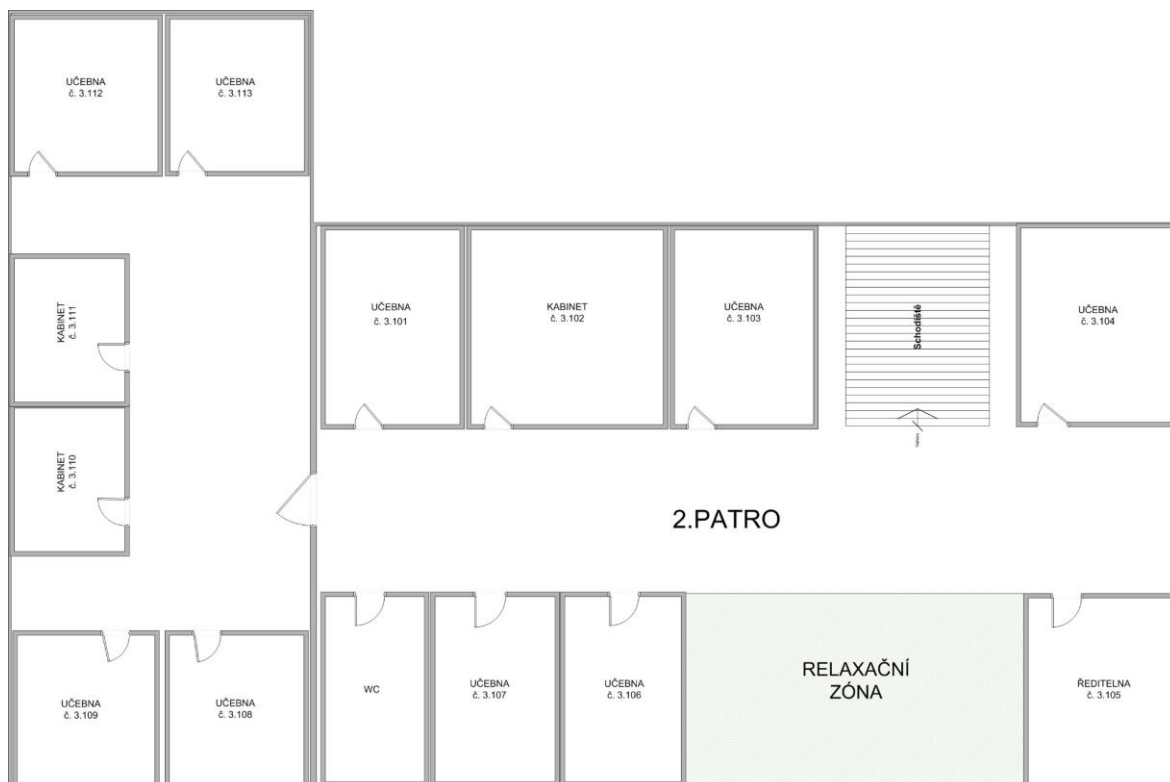 UČEBNA
č. 3.112
UČEBNA
č. 3.113
KABINET
č. 3.111
UČEBNA
č. 3.101
KABINET
č. 3.102
UČEBNA
č. 3.103
Schodiště
UČEBNA
č. 3.104
KABINET
č. 3.110
2.PATRO
UČEBNA
č. 3.109
UČEBNA
č. 3.108
WC
UČEBNA
č. 3.107
UČEBNA
č. 3.106
RELAXAČNÍ
ZÓNA
ŘEDITELNA
č. 3.105